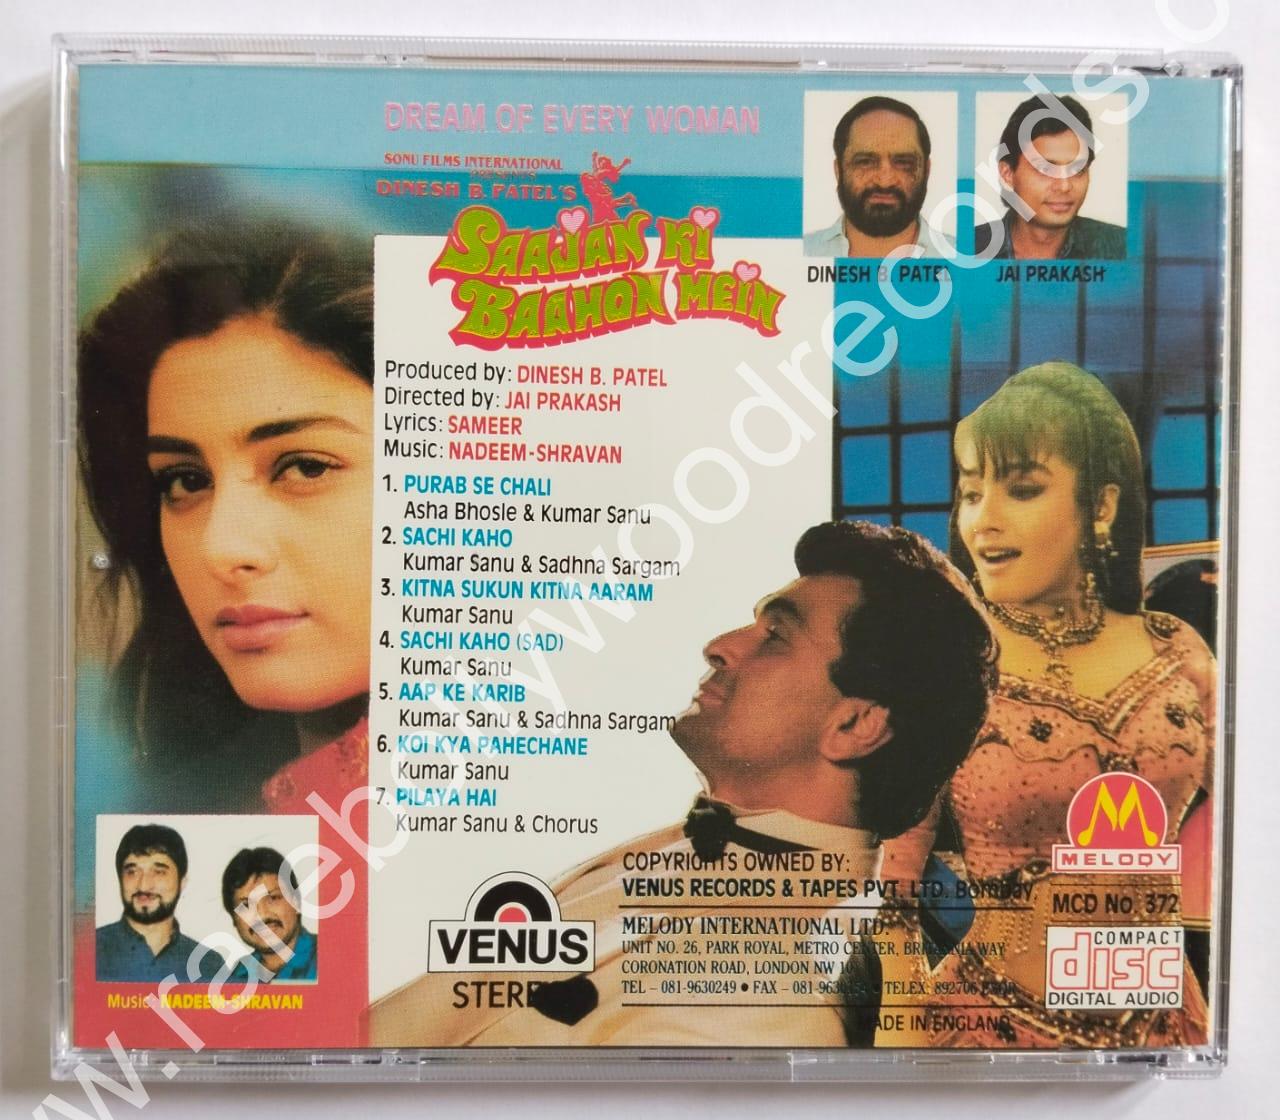 DREAM OF EVERY WOMAN
SONU FILMS INTERNATIONAL
PRESENTS
DINESH B. PATEL'S
SAAJAN KI
BAAHON MEIN
DINESH B. PATEL
JAI PRAKASH
Produced by: DINESH B. PATEL
Directed by: JAI PRAKASH
Lyrics: SAMEER
Music: NADEEM-SHRAVAN
1. PURAB SE CHALI
Asha Bhosle & Kumar Sanu
2. SACHI KAHO
Kumar Sanu & Sadhna Sargam
3. KITNA SUKUN KITNA AARAM
Kumar Sanu
4. SACHI KAHO (SAD)
Kumar Sanu
5. AAP KE KARIB
Kumar Sanu & Sadhna Sargam
6. KOI KYA PAHECHANE
Kumar Sanu
7. PILAYA HAI
Kumar Sanu & Chorus
Music: NADEEM-SHRAVAN
VENUS
COPYRIGHTS OWNED BY:
VENUS RECORDS & TAPES PVT. LTD. Bombay.
MELODY INTERNATIONAL LTD.
UNIT NO. 26, PARK ROYAL, METRO CENTER, BRITANNIA WAY
CORONATION ROAD, LONDON NW 10
TEL - 081-9630249 • FAX - • TELEX: 892706
MADE IN ENGLAND
MELODY
MCD No. 372
COMPACT
disc
DIGITAL AUDIO
www.rarebollywoodrecords.c